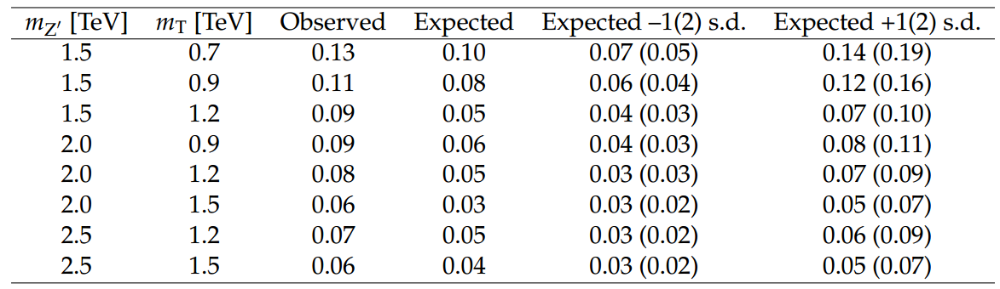 m_Z′ [TeV] m_T [TeV] Observed Expected Expected –1(2) s.d. Expected +1(2) s.d.
1.5 0.7 0.13 0.10 0.07 (0.05) 0.14 (0.19)
1.5 0.9 0.11 0.08 0.06 (0.04) 0.12 (0.16)
1.5 1.2 0.09 0.05 0.04 (0.03) 0.07 (0.10)
2.0 0.9 0.09 0.06 0.04 (0.03) 0.08 (0.11)
2.0 1.2 0.08 0.05 0.03 (0.03) 0.07 (0.09)
2.0 1.5 0.06 0.03 0.03 (0.02) 0.05 (0.07)
2.5 1.2 0.07 0.05 0.03 (0.02) 0.06 (0.09)
2.5 1.5 0.06 0.04 0.03 (0.02) 0.05 (0.07)